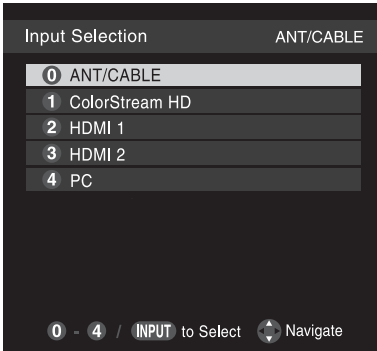 Input Selection ANT/CABLE
0 ANT/CABLE
1 ColorStream HD
2 HDMI 1
3 HDMI 2
4 PC
0 - 4 / INPUT to Select Navigate